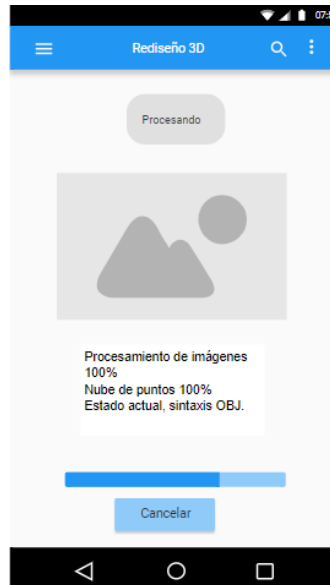 Rediseño 3D
Procesando
Procesamiento de imágenes
100%
Nube de puntos 100%
Estado actual, sintaxis OBJ.
Cancelar